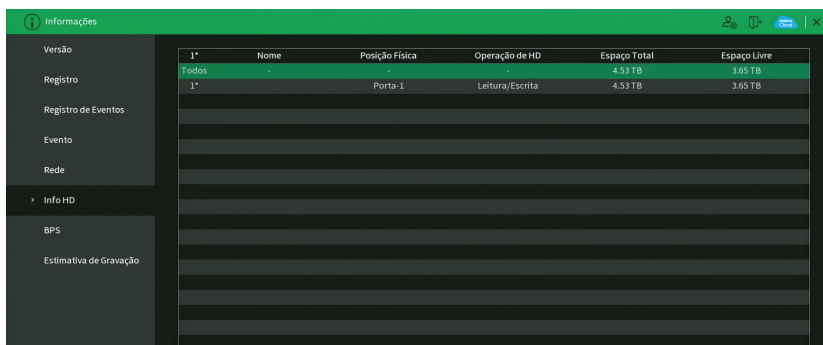 Informações
Cloud
×
Versão
Registro
Registro de Eventos
Evento
Rede
> Info HD
BPS
Estimativa de Gravação
1* Nome Posição Física Operação de HD Espaço Total Espaço Livre
Todos - - - 4.53 TB 3.65 TB
1* Porta-1 Leitura/Escrita 4.53 TB 3.65 TB